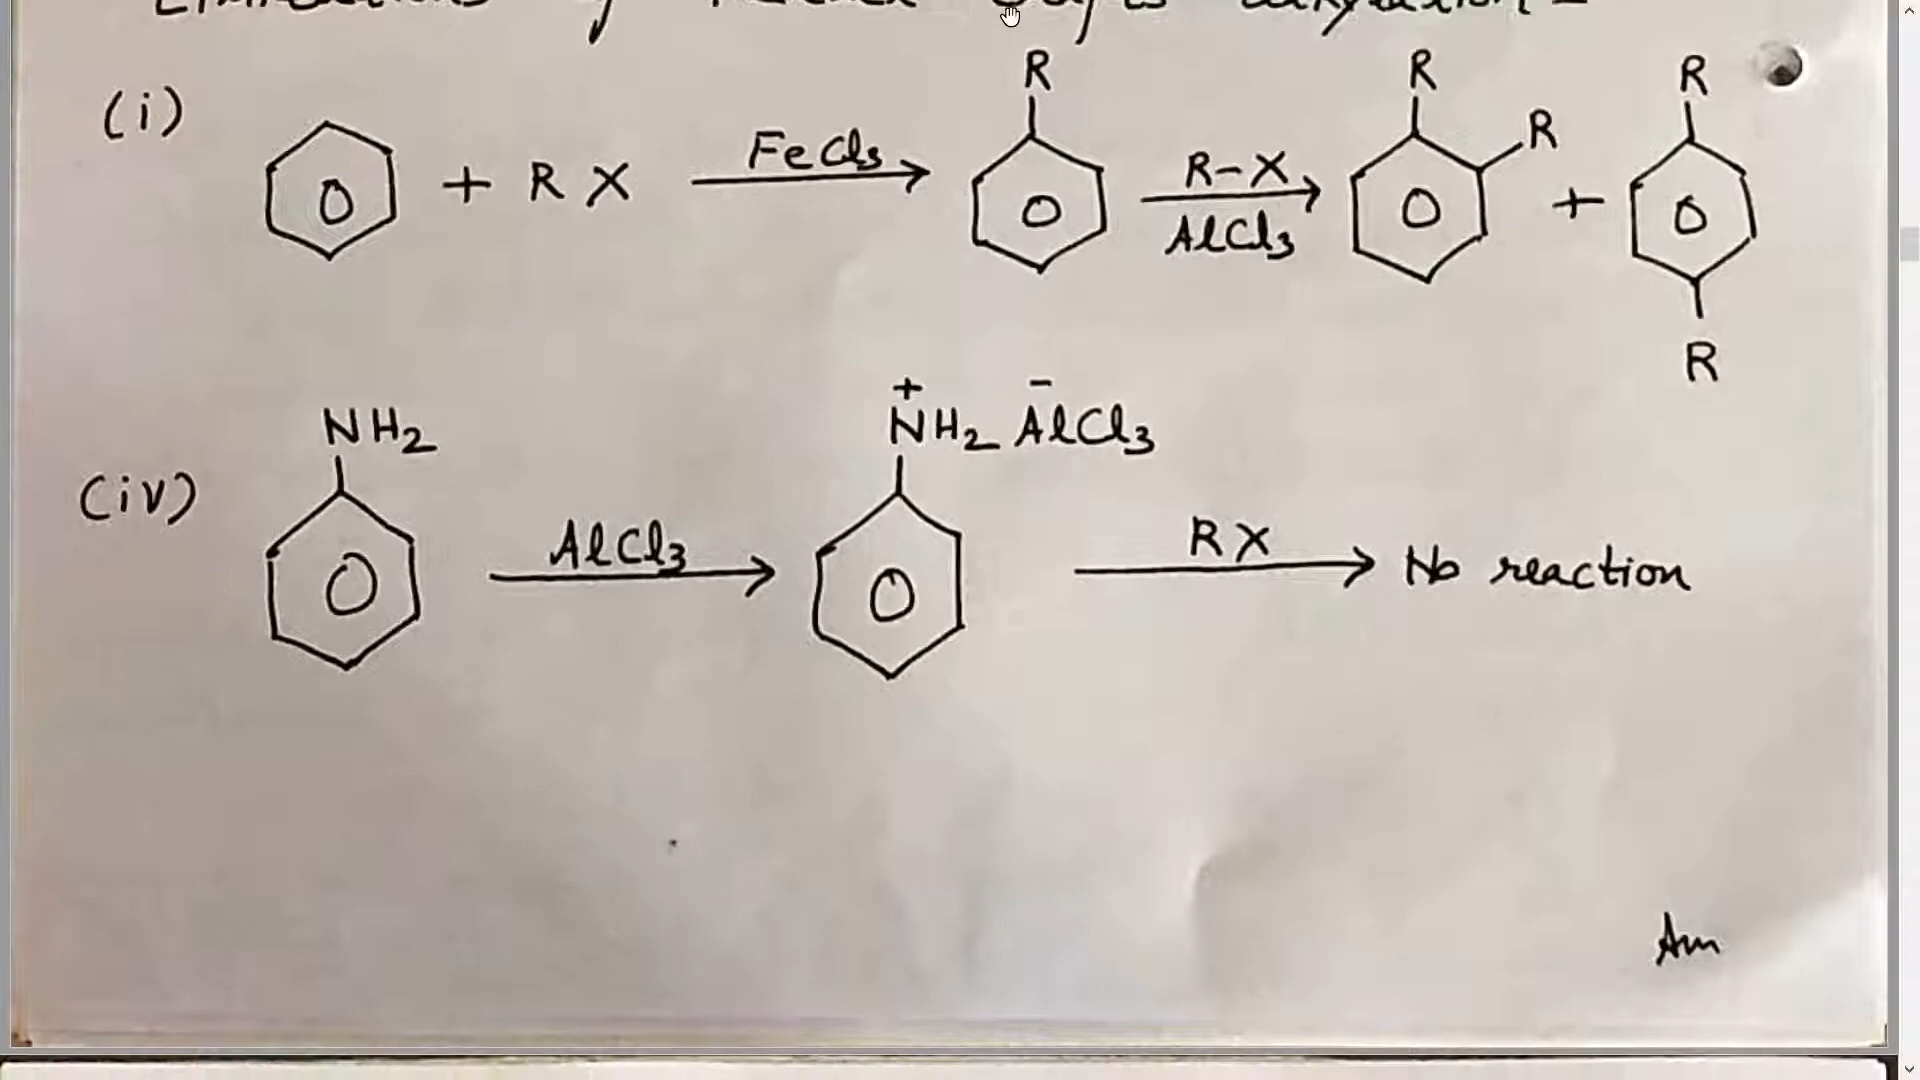 (i) + R X FeCl3 R R-X AlCl3 R R + R R
(iv) NH2 AlCl3 + NH2 - AlCl3 RX No reaction